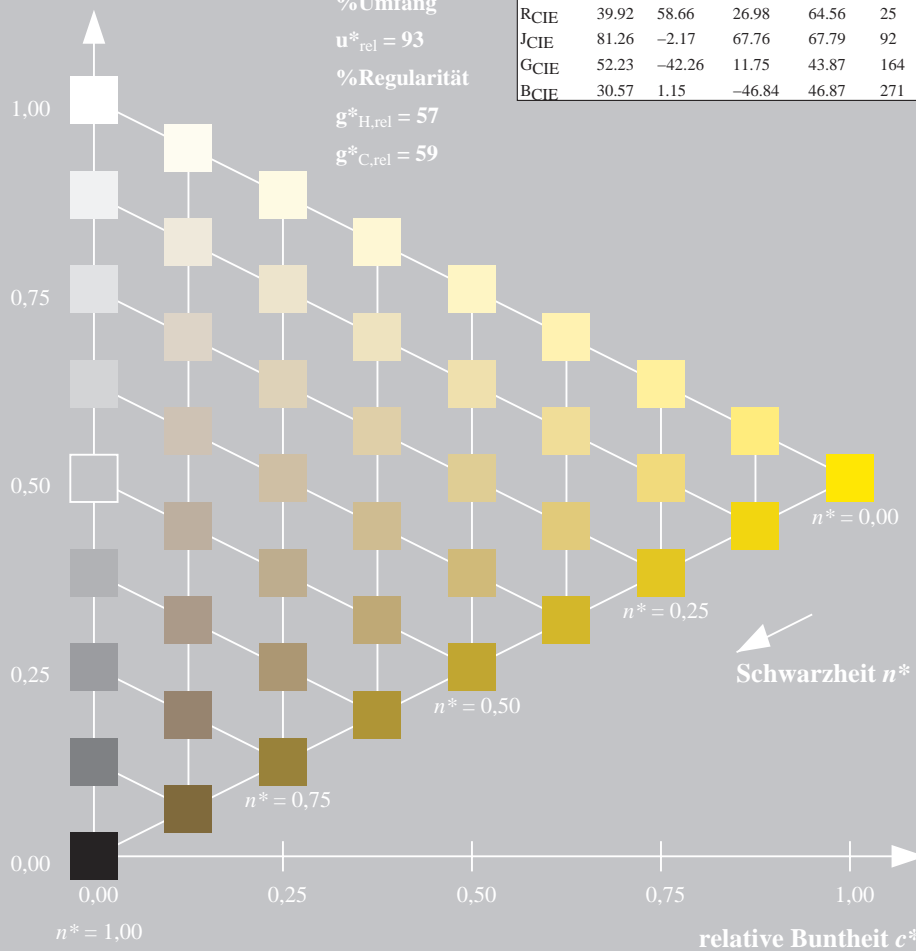 %Umfang
u*rel = 93
%Regularität
g*H,rel = 57
g*C,rel = 59
RCIE 39.92 58.66 26.98 64.56 25
JCIE 81.26 –2.17 67.76 67.79 92
GCIE 52.23 –42.26 11.75 43.87 164
BCIE 30.57 1.15 –46.84 46.87 271
1,00
0,75
0,50
n* = 0,00
n* = 0,25
0,25
Schwarzheit n*
n* = 0,50
n* = 0,75
0,00
0,00 0,25 0,50 0,75 1,00
n* = 1,00
relative Buntheit c*